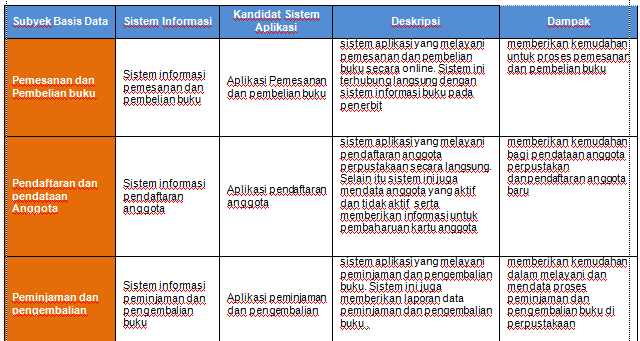 Subyek Basis Data
Sistem Informasi
Kandidat Sistem
Aplikasi
Deskripsi
Dampak
Pemesanan dan
Pembelian buku
Sistem informasi
pemesanan dan
pembelian buku
Aplikasi Pemesanan
dan pembelian buku
sistem aplikasi yang melayani
pemesanan dan pembelian
buku secara online. Sistem ini
terhubung langsung dengan
sistem informasi buku pada
penerbit
memberikan kemudahan
untuk proses pemesanan
dan pembelian buku
Pendaftaran dan
pendataan
Anggota
Sistem informasi
pendaftaran
anggota
Aplikasi pendaftaran
anggota
sistem aplikasi yang melayani
pendaftaran anggota
perpustakaan secara langsung.
Selain itu sistem ini juga
mendata anggota yang aktif
dan tidak aktif serta
memberikan informasi untuk
pembaharuan kartu anggota
memberikan kemudahan
bagi pendataan anggota
perpustakan
danpendaftaran anggota
baru
Peminjaman dan
pengembalian
Sistem informasi
peminjaman dan
pengembalian
buku
Aplikasi peminjaman
dan pengembalian
sistem aplikasi yang melayani
peminjaman dan pengembalian
buku. Sistem ini juga
memberikan laporan data
peminjaman dan pengembalian
buku .
memberikan kemudahan
dalam melayani dan
mendata proses
peminjaman dan
pengembalian buku di
perpustakaan